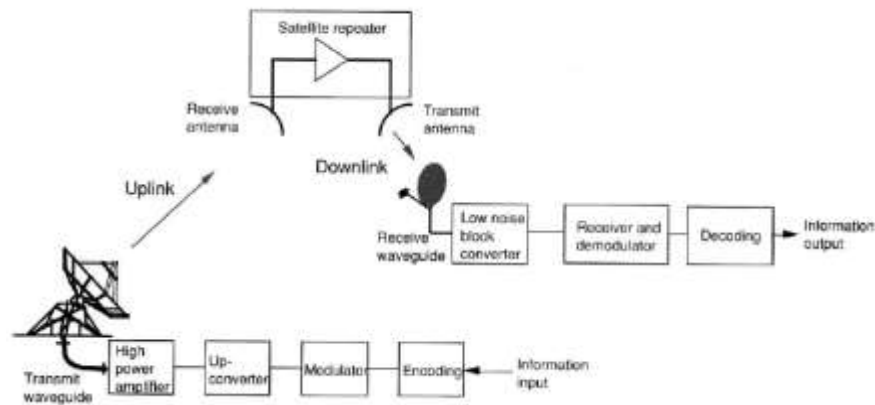 Satellite repeater
Receive
antenna
Transmit
antenna
Downlink
Uplink
Receive
waveguide
Low noise
block
converter
Receiver and
demodulator
Decoding
Information
output
Transmit
waveguide
High
power
amplifier
Up-
converter
Modulator
Encoding
Information
input